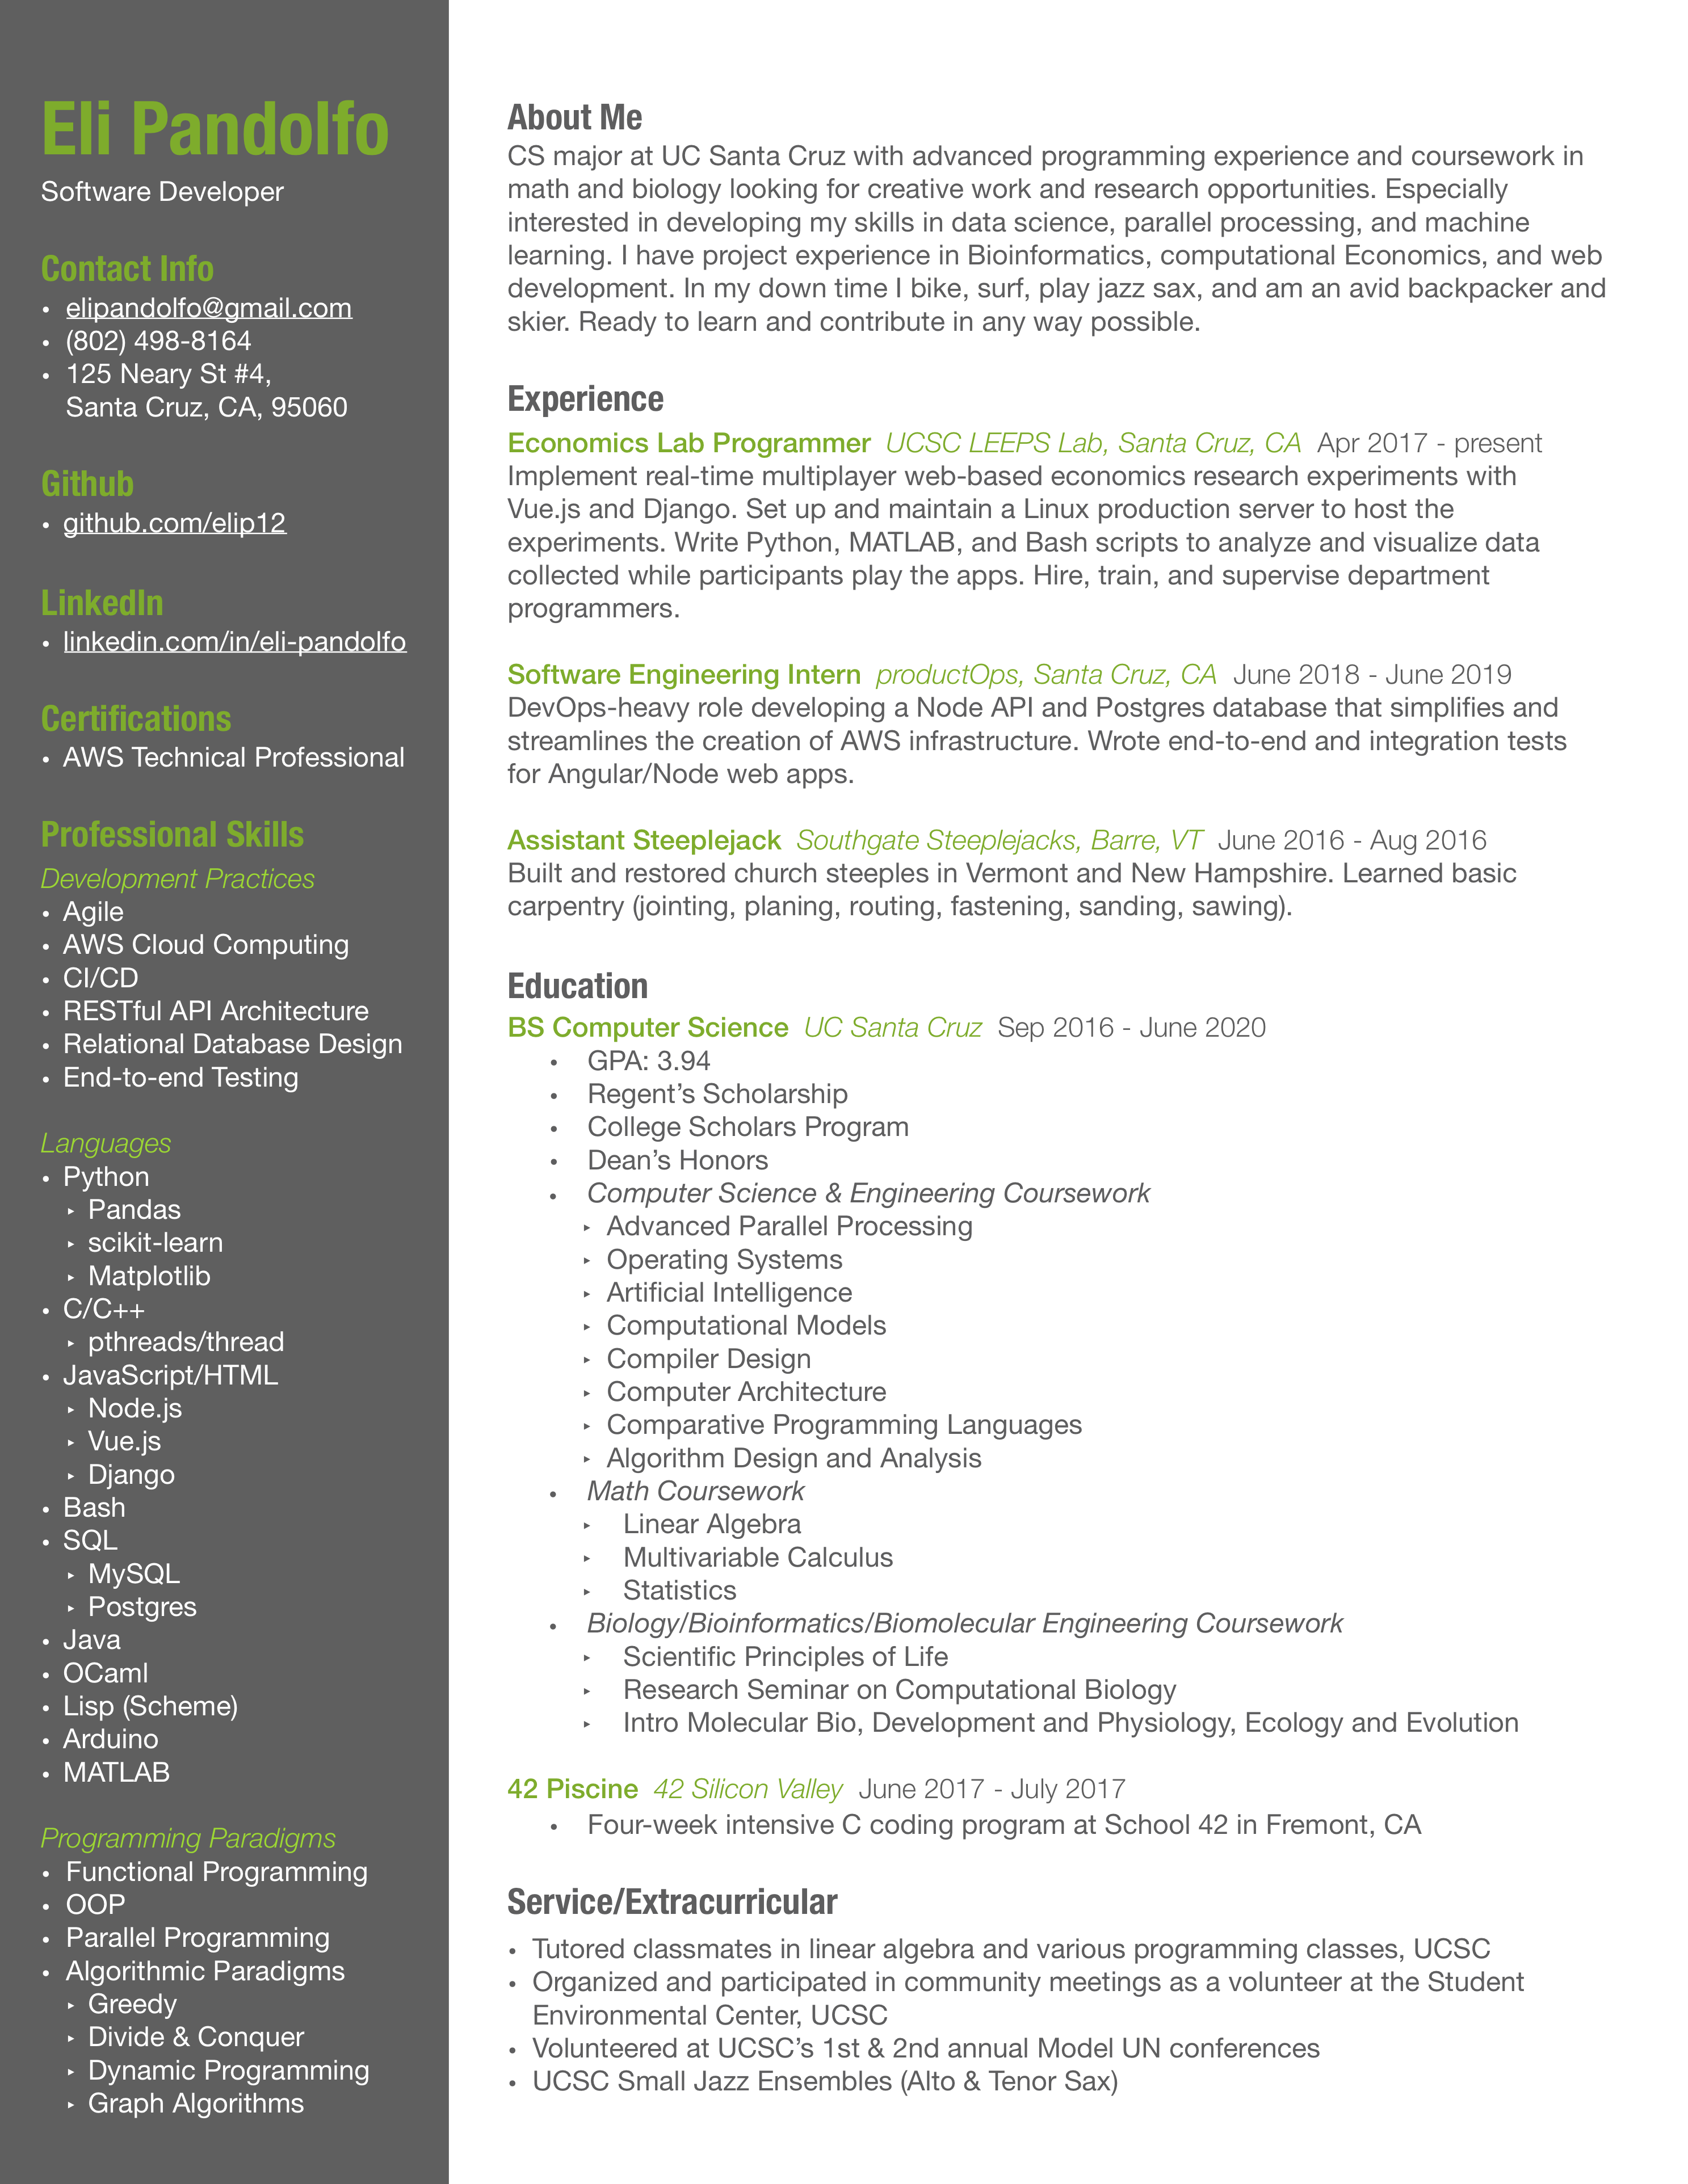 Eli Pandolfo
Software Developer
Contact Info
• elipandolfo@gmail.com
• (802) 498-8164
• 125 Neary St #4,
Santa Cruz, CA, 95060
Github
• github.com/elip12
LinkedIn
• linkedin.com/in/eli-pandolfo
Certifications
• AWS Technical Professional
Professional Skills
Development Practices
• Agile
• AWS Cloud Computing
• CI/CD
• RESTful API Architecture
• Relational Database Design
• End-to-end Testing
Languages
• Python
‣ Pandas
‣ scikit-learn
‣ Matplotlib
• C/C++
‣ pthreads/thread
• JavaScript/HTML
‣ Node.js
‣ Vue.js
‣ Django
• Bash
• SQL
‣ MySQL
‣ Postgres
• Java
• OCaml
• Lisp (Scheme)
• Arduino
• MATLAB
Programming Paradigms
• Functional Programming
• OOP
• Parallel Programming
• Algorithmic Paradigms
‣ Greedy
‣ Divide & Conquer
‣ Dynamic Programming
‣ Graph Algorithms
About Me
CS major at UC Santa Cruz with advanced programming experience and coursework in
math and biology looking for creative work and research opportunities. Especially
interested in developing my skills in data science, parallel processing, and machine
learning. I have project experience in Bioinformatics, computational Economics, and web
development. In my down time I bike, surf, play jazz sax, and am an avid backpacker and
skier. Ready to learn and contribute in any way possible.
Experience
Economics Lab Programmer UCSC LEEPS Lab, Santa Cruz, CA Apr 2017 - present
Implement real-time multiplayer web-based economics research experiments with
Vue.js and Django. Set up and maintain a Linux production server to host the
experiments. Write Python, MATLAB, and Bash scripts to analyze and visualize data
collected while participants play the apps. Hire, train, and supervise department
programmers.
Software Engineering Intern productOps, Santa Cruz, CA June 2018 - June 2019
DevOps-heavy role developing a Node API and Postgres database that simplifies and
streamlines the creation of AWS infrastructure. Wrote end-to-end and integration tests
for Angular/Node web apps.
Assistant Steeplejack Southgate Steeplejacks, Barre, VT June 2016 - Aug 2016
Built and restored church steeples in Vermont and New Hampshire. Learned basic
carpentry (jointing, planing, routing, fastening, sanding, sawing).
Education
BS Computer Science UC Santa Cruz Sep 2016 - June 2020
• GPA: 3.94
• Regent’s Scholarship
• College Scholars Program
• Dean’s Honors
• Computer Science & Engineering Coursework
‣ Advanced Parallel Processing
‣ Operating Systems
‣ Artificial Intelligence
‣ Computational Models
‣ Compiler Design
‣ Computer Architecture
‣ Comparative Programming Languages
‣ Algorithm Design and Analysis
• Math Coursework
‣ Linear Algebra
‣ Multivariable Calculus
‣ Statistics
• Biology/Bioinformatics/Biomolecular Engineering Coursework
‣ Scientific Principles of Life
‣ Research Seminar on Computational Biology
‣ Intro Molecular Bio, Development and Physiology, Ecology and Evolution
42 Piscine 42 Silicon Valley June 2017 - July 2017
• Four-week intensive C coding program at School 42 in Fremont, CA
Service/Extracurricular
• Tutored classmates in linear algebra and various programming classes, UCSC
• Organized and participated in community meetings as a volunteer at the Student
Environmental Center, UCSC
• Volunteered at UCSC’s 1st & 2nd annual Model UN conferences
• UCSC Small Jazz Ensembles (Alto & Tenor Sax)